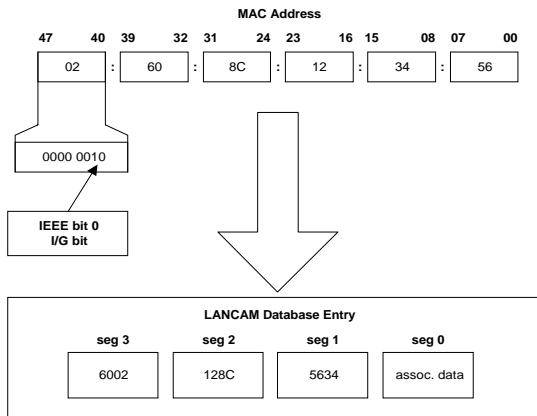 MAC Address
47 40 39 32 31 24 23 16 15 08 07 00
02 : 60 : 8C : 12 : 34 : 56
0000 0010
IEEE bit 0
I/G bit
LANCAM Database Entry
seg 3 seg 2 seg 1 seg 0
6002 128C 5634 assoc. data